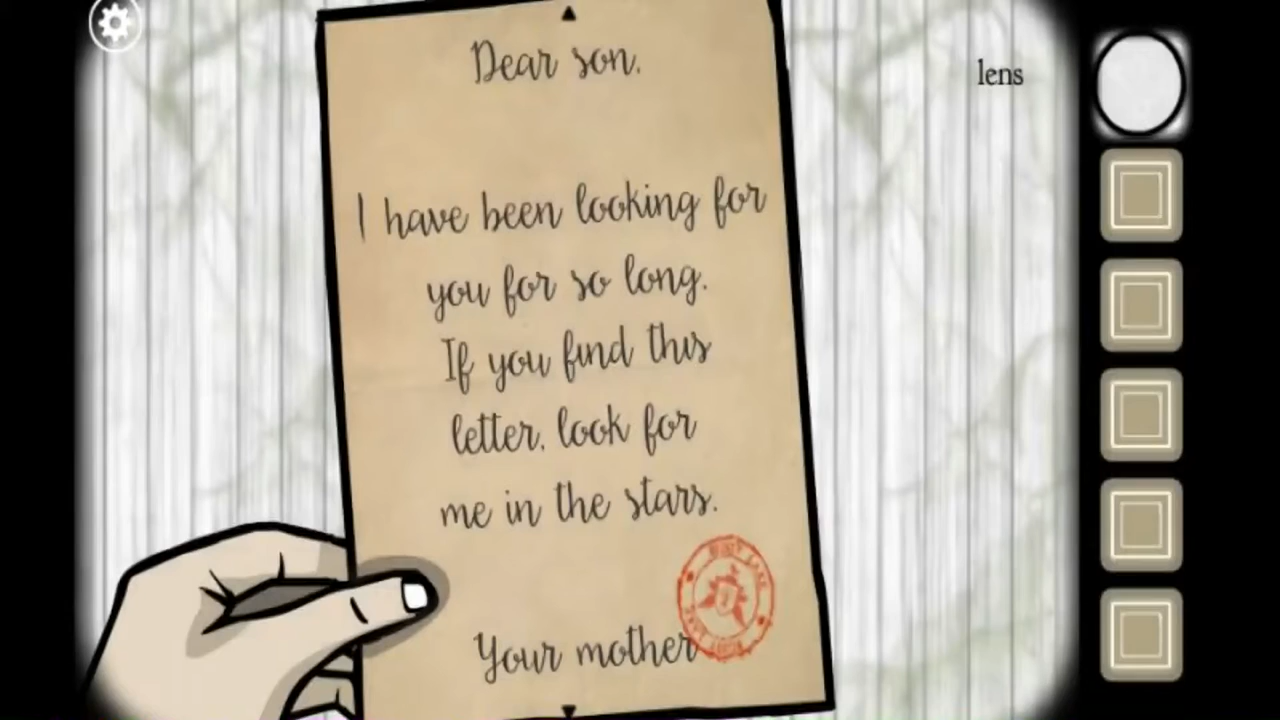 Dear son,
lens
I have been looking for
you for so long.
If you find this
letter, look for
me in the stars.
Your mother